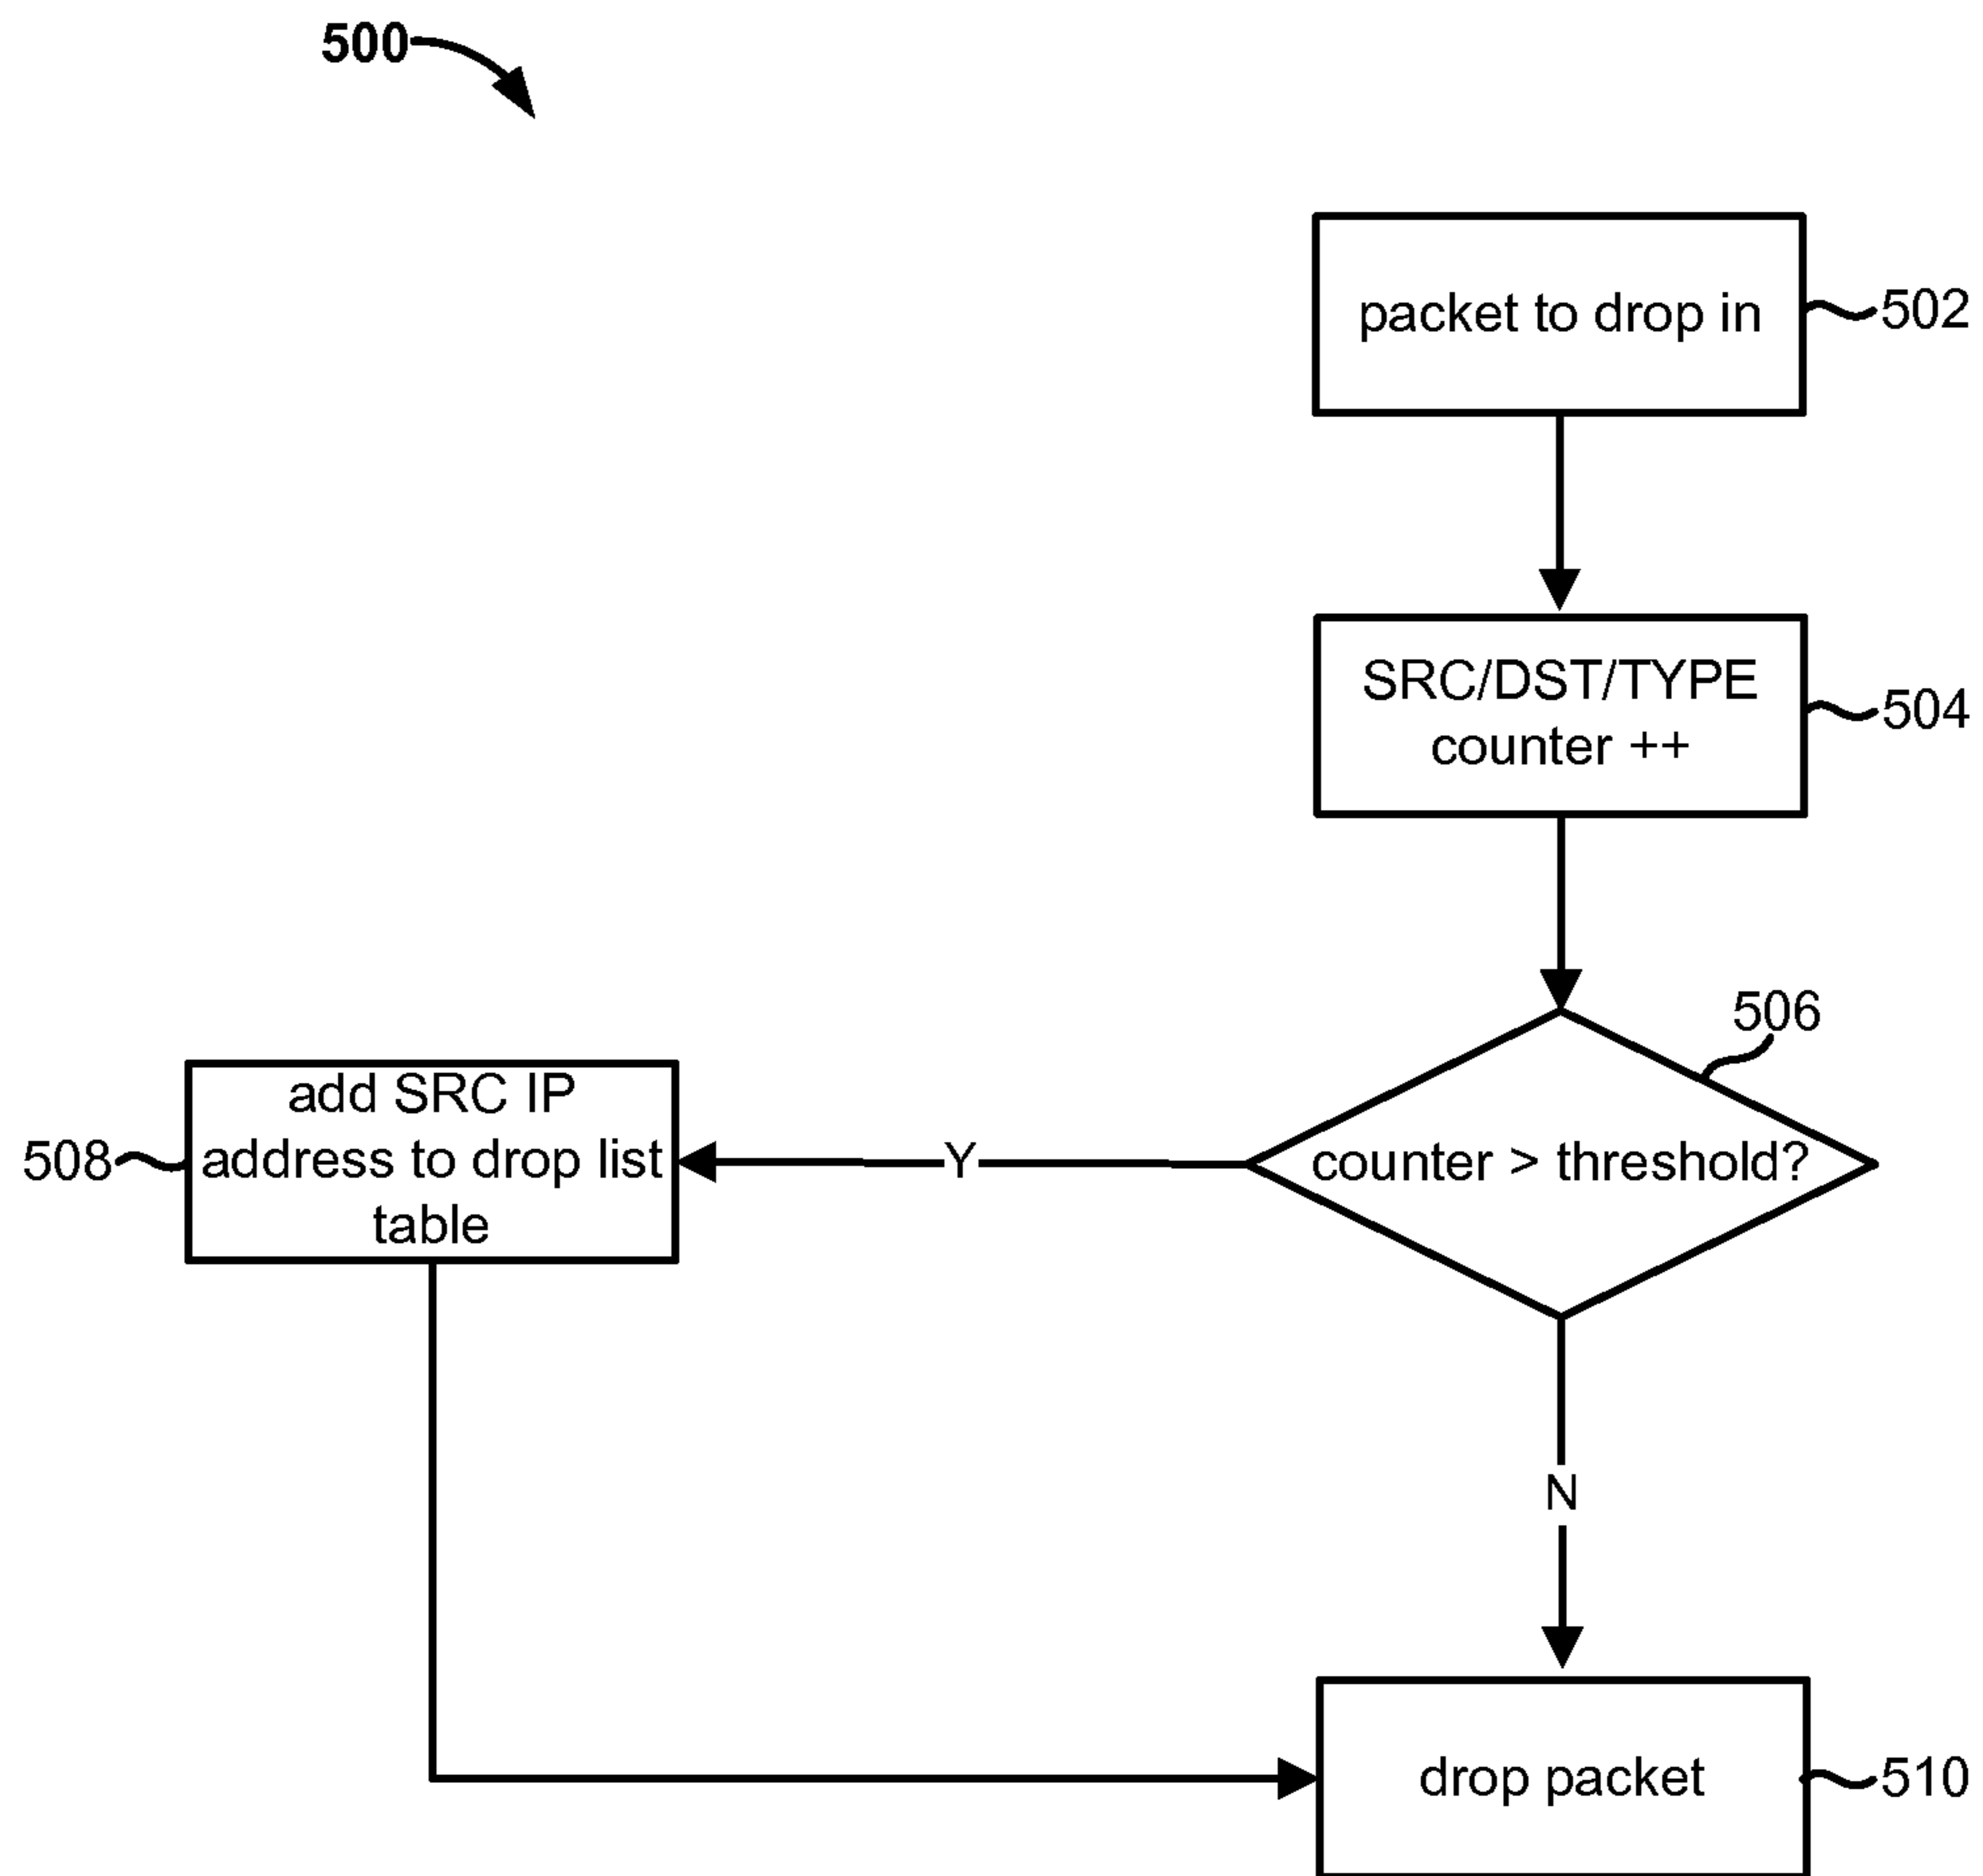 500
packet to drop in
502
SRC/DST/TYPE
counter ++
504
506
counter > threshold?
Y
add SRC IP
address to drop list
table
508
N
drop packet
510